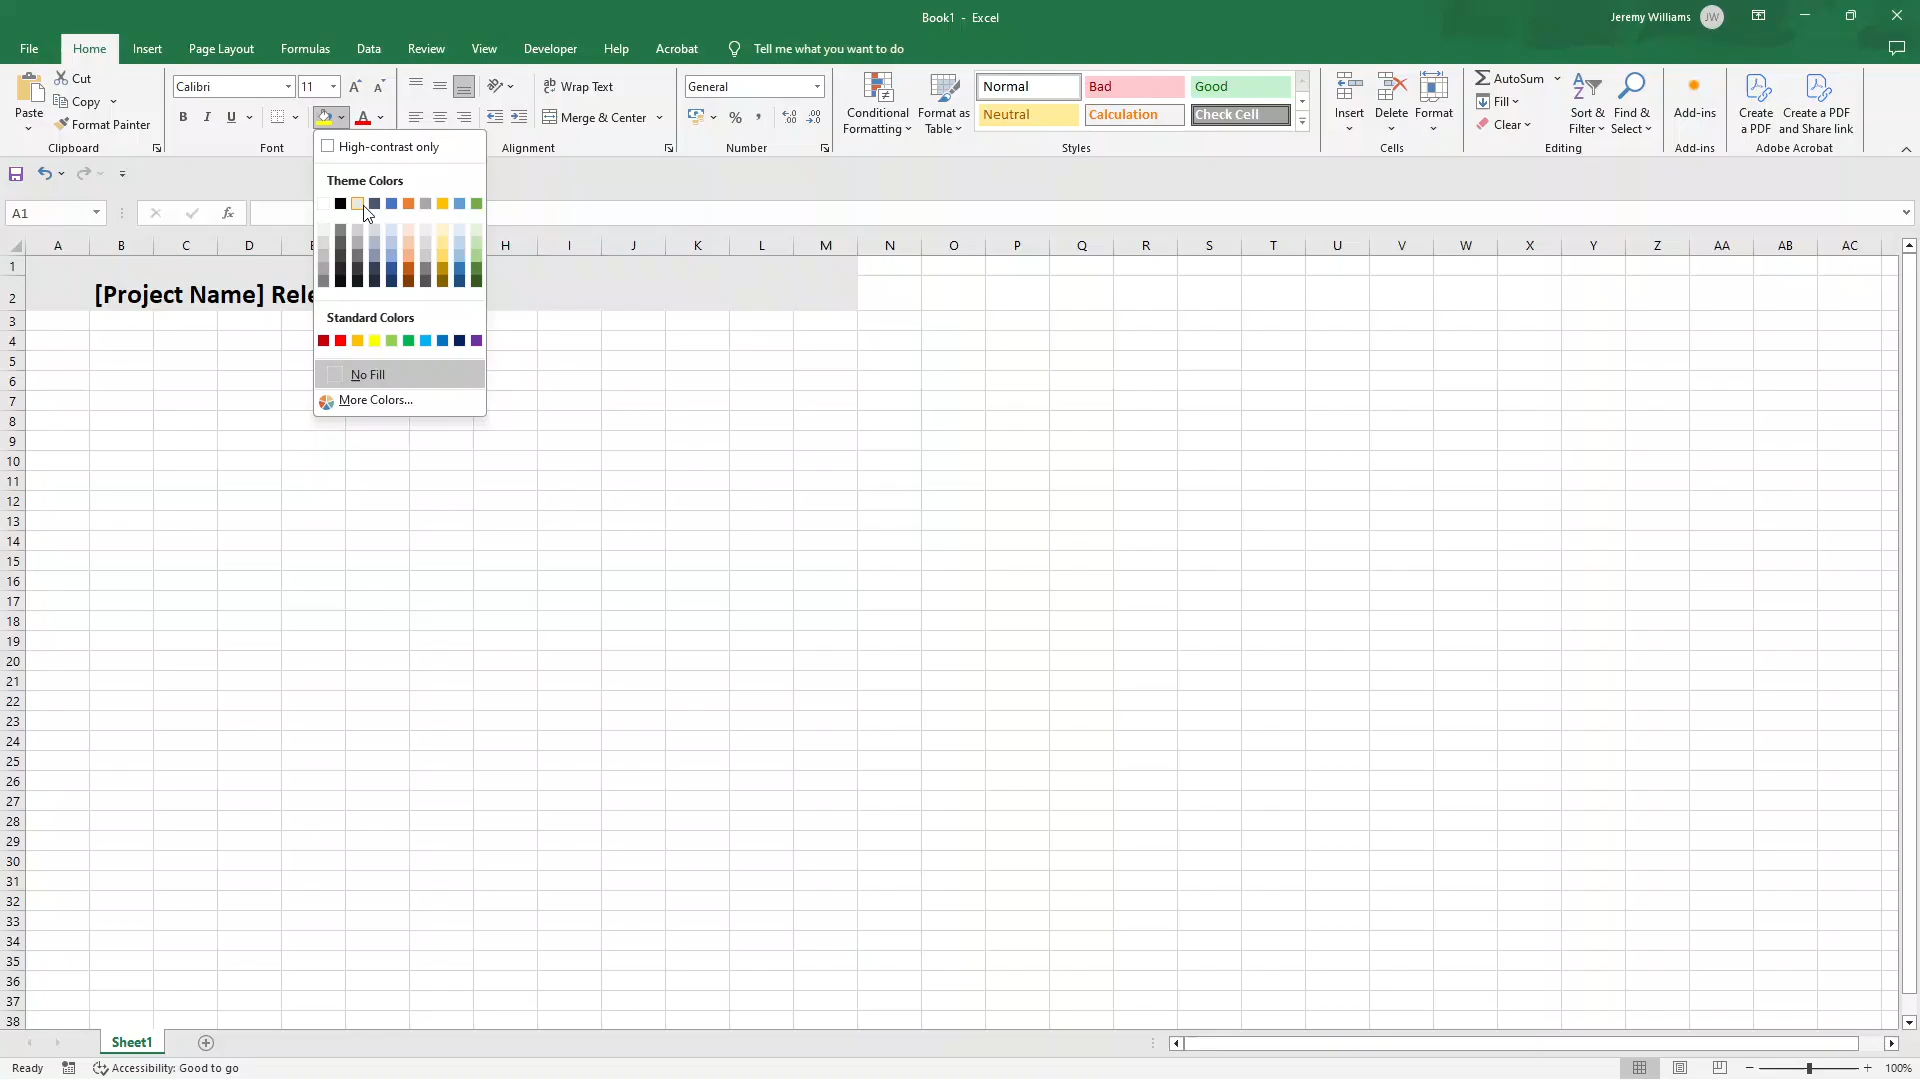 Book1 - Excel
Jeremy Williams JW
File Home Insert Page Layout Formulas Data Review View Developer Help Acrobat Tell me what you want to do
Paste
Cut
Copy
Format Painter
Clipboard
Calibri 11 A A
B I U A
Font
ab Wrap Text
Merge & Center
Alignment
General
% , .00
Number
Conditional Formatting
Format as Table
Normal Bad Good
Neutral Calculation Check Cell
Styles
Insert Delete Format
Cells
AutoSum
Fill
Clear
Sort & Filter
Find & Select
Editing
Add-ins
Add-ins
Create a PDF
Create a PDF and Share link
Adobe Acrobat
High-contrast only
Theme Colors
Standard Colors
No Fill
More Colors...
A1 fx
A B C D H I J K L M N O P Q R S T U V W X Y Z AA AB AC
1
2 [Project Name] Rele
3
4
5
6
7
8
9
10
11
12
13
14
15
16
17
18
19
20
21
22
23
24
25
26
27
28
29
30
31
32
33
34
35
36
37
38
Sheet1
Ready Accessibility: Good to go 100%